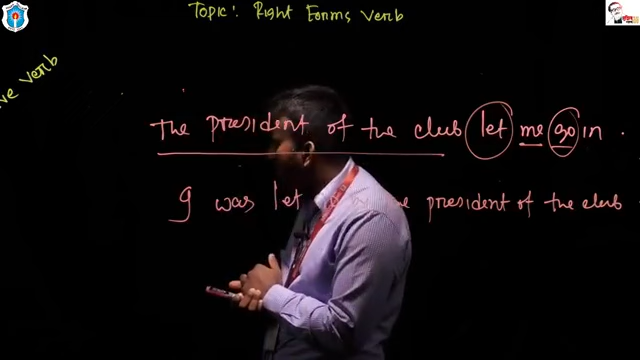 Topic: Right Forms Verb
ve verb
The president of the club let me go in.
I was let president of the club